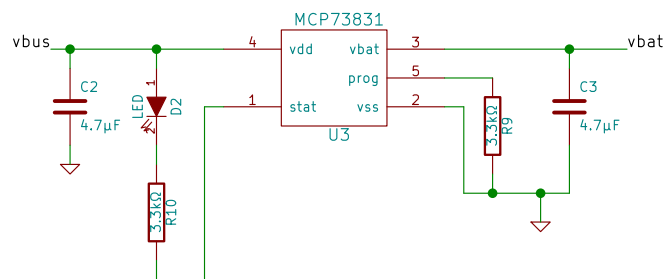 MCP73831
vbus
4
vdd
vbat
3
vbat
prog
5
1
C2
LED
D2
1
stat
vss
2
C3
4.7µF
2
U3
3.3kΩ
R9
4.7µF
3.3kΩ
R10